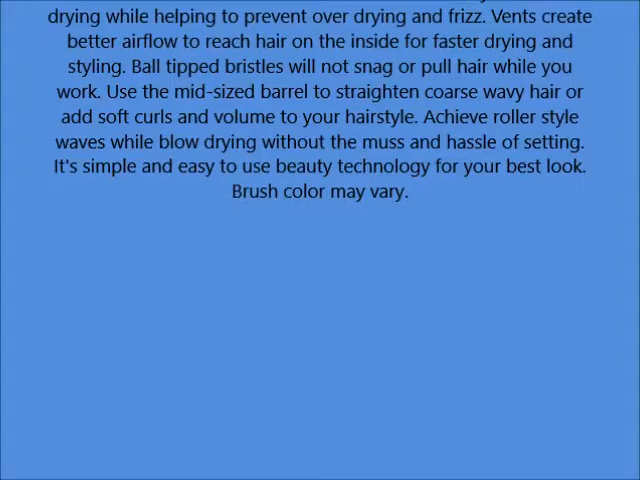 drying while helping to prevent over drying and frizz. Vents create
better airflow to reach hair on the inside for faster drying and
styling. Ball tipped bristles will not snag or pull hair while you
work. Use the mid-sized barrel to straighten coarse wavy hair or
add soft curls and volume to your hairstyle. Achieve roller style
waves while blow drying without the muss and hassle of setting.
It's simple and easy to use beauty technology for your best look.
Brush color may vary.